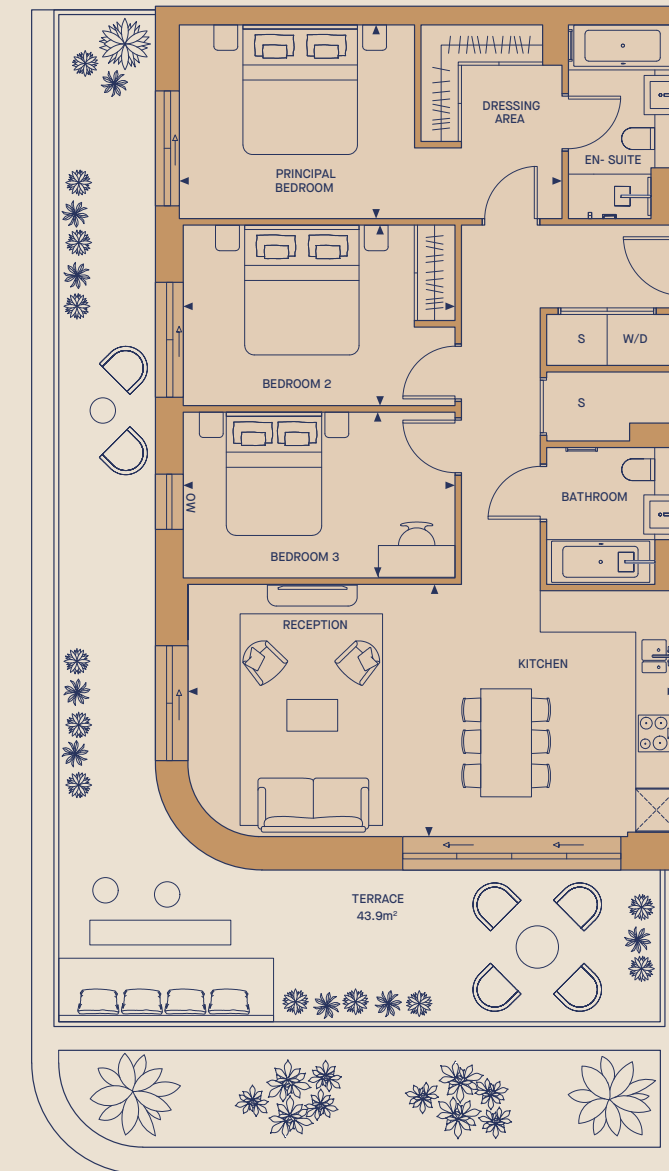 DRESSING
AREA
EN- SUITE
PRINCIPAL
BEDROOM
S
W/D
BEDROOM 2
S
OW
BATHROOM
BEDROOM 3
RECEPTION
KITCHEN
TERRACE
43.9m²